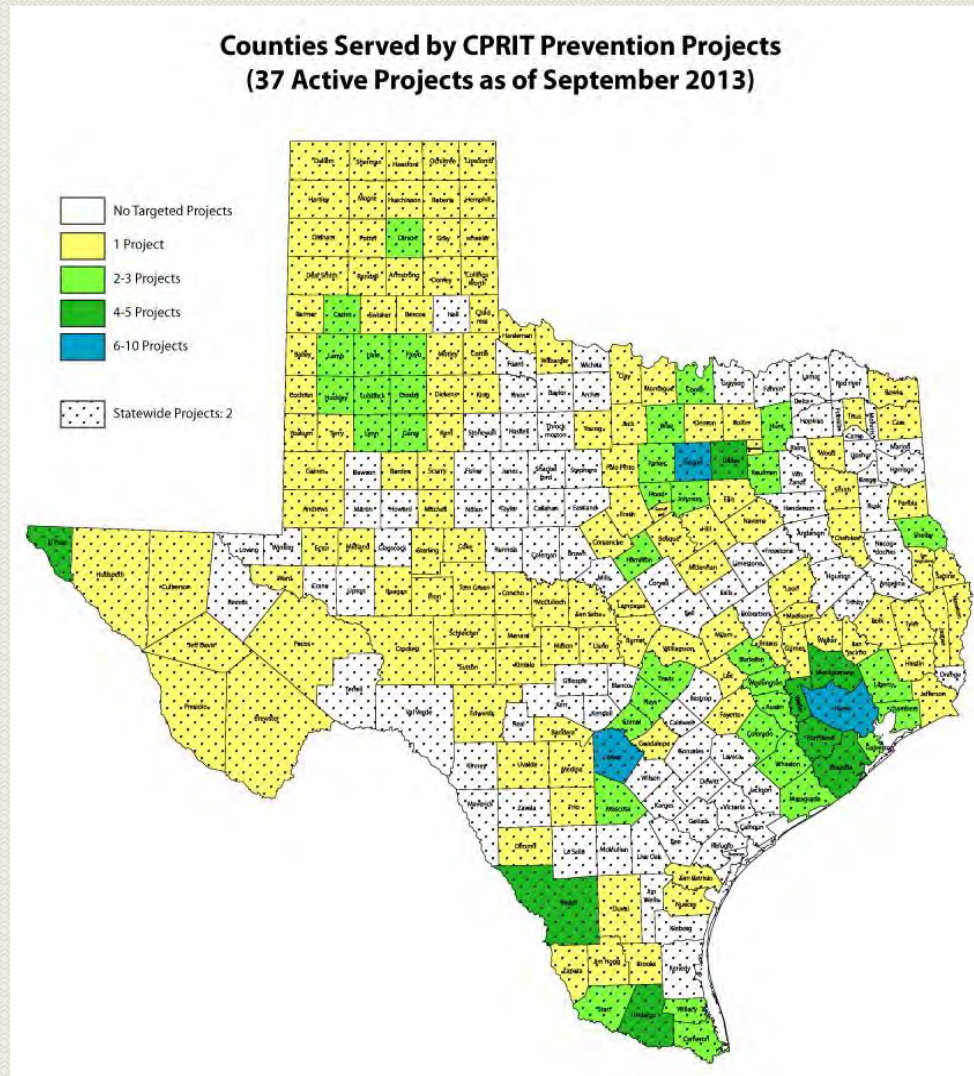 Counties Served by CPRIT Prevention Projects
(37 Active Projects as of September 2013)
No Targeted Projects
1 Project
2-3 Projects
4-5 Projects
6-10 Projects
Statewide Projects: 2
Dallam Sherman Hansford Ochiltree Lipscomb
Hartley Moore Hutchinson Roberts Hemphill
Oldham Potter Carson Gray wheeler
Deaf Smith Randall Armstrong Donley
Castro Swisher Briscoe Hall
Hardeman
Bailey Lamb Hale Floyd Motley Cottle
Foard Wilbarger Wichita
Clay Montague Cooke Grayson Fannin Lamar Red River Bowie
Cochran Hockley Lubbock Crosby Dickens King
Knox Baylor Archer
Delta Hopkins Titus Cass
Yoakum Terry Lynn Garza Kent
Stonewall Haskell Throck morton
Young Jack Wise Denton Collin Hunt
Camp Marion
Gaines Dawson Borden Scurry
Fisher Jones Shackel ford Stephens
Palo Pinto Parker Dallas Kaufman
Van Zandt Wood
Harrison
Andrews Martin Howard Mitchell
Nolan Taylor Callahan Eastland
Hood Johnson Ellis Henderson Smith Rusk Panola
Erath Hill Navarro
Comanche Bosque
Anderson Cherokee Nacog doches Shelby
El Paso Loving Winkler Ector Midland Glasscock Sterling Coke
Runnels Coleman Brown
Hamilton Freestone
Hudspeth Culberson Ward Crane Upton Reagan Irion Tom Green Concho
McCulloch Mills
McLennan Limestone
Leon Houston Angelina Sabine
Reeves
San Saba Lampasas Coryell Bell Falls Robertson Madison Trinity
Jeff Davis Pecos Crockett Schleicher Menard
Mason Llano Burnet Williamson Milam Brazos Grimes Walker Polk Tyler
San Jacinto
Sutton Kimble
Burleson Lee Hardin Orange
Presidio Brewster Terrell Val Verde
Gillespie Blanco Travis Washington Montgomery Liberty Jefferson
Edwards Kerr Kendall Hays Bastrop
Fayette Austin Harris Chambers
Real Bandera Comal Caldwell
Guadalupe Colorado Fort Bend Galveston
Kinney Uvalde Medina Bexar
Gonzales Lavaca Wharton Brazoria
Wilson
Dewitt Jackson Matagorda
Maverick Zavala Frio Atascosa Karnes
Victoria
Goliad Calhoun
Dimmit La Salle McMullen Live Oak Bee Refugio
San Patricio
Webb Duval Jim Wells Nueces
Kleberg
Zapata Jim Hogg Brooks Kenedy
Starr Hidalgo Willacy
Cameron